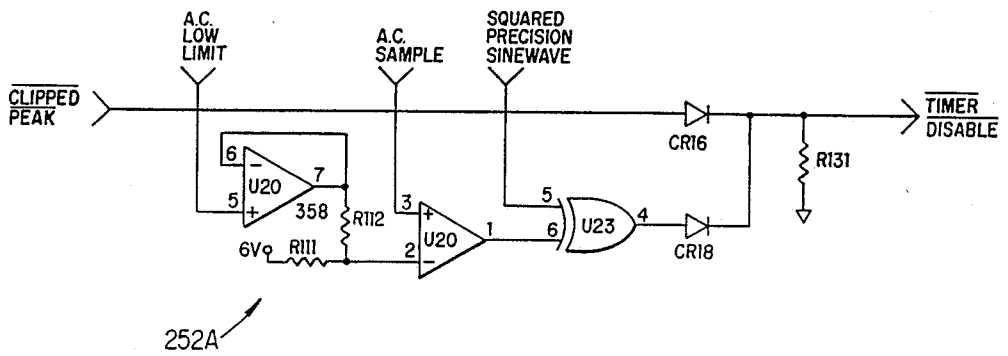 A.C.
LOW
LIMIT
A.C.
SAMPLE
SQUARED
PRECISION
SINEWAVE
CLIPPED
PEAK
TIMER
DISABLE
CR16
R131
6
7
U20
5
358
R112
3
5
U23
4
6V
R111
2
U20
1
6
CR18
252A